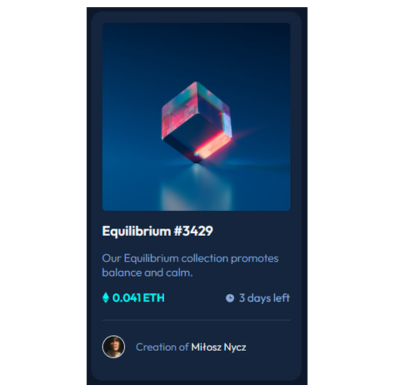 Equilibrium #3429
Our Equilibrium collection promotes
balance and calm.
0.041 ETH 3 days left
Creation of Miłosz Nycz